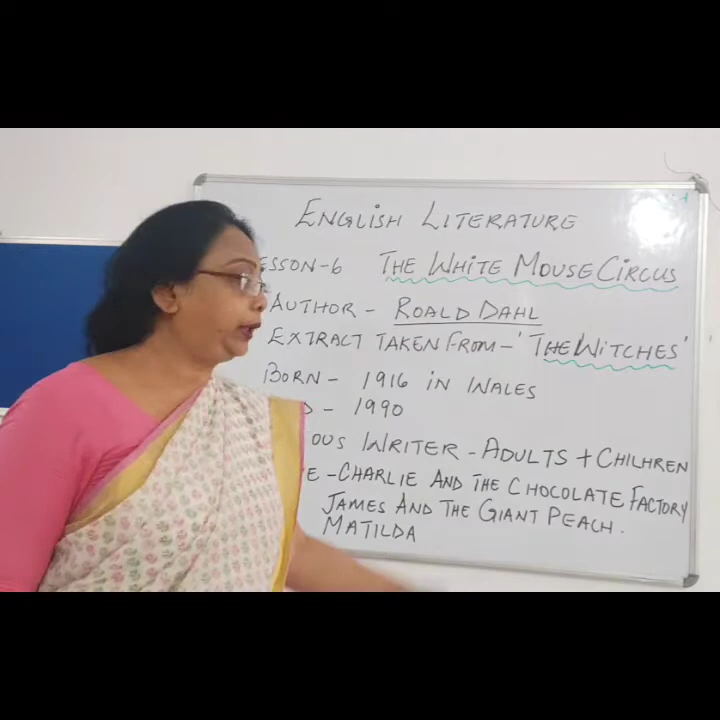 ENGLISH LITERATURE
ESSON-6 THE WHITE MOUSE CIRCUS
AUTHOR - ROALD DAHL
EXTRACT TAKEN FROM - 'THE WITCHES'
BORN - 1916 IN WALES
D - 1990
OUS WRITER - ADULTS + CHILHREN
E - CHARLIE AND THE CHOCOLATE FACTORY
JAMES AND THE GIANT PEACH.
MATILDA